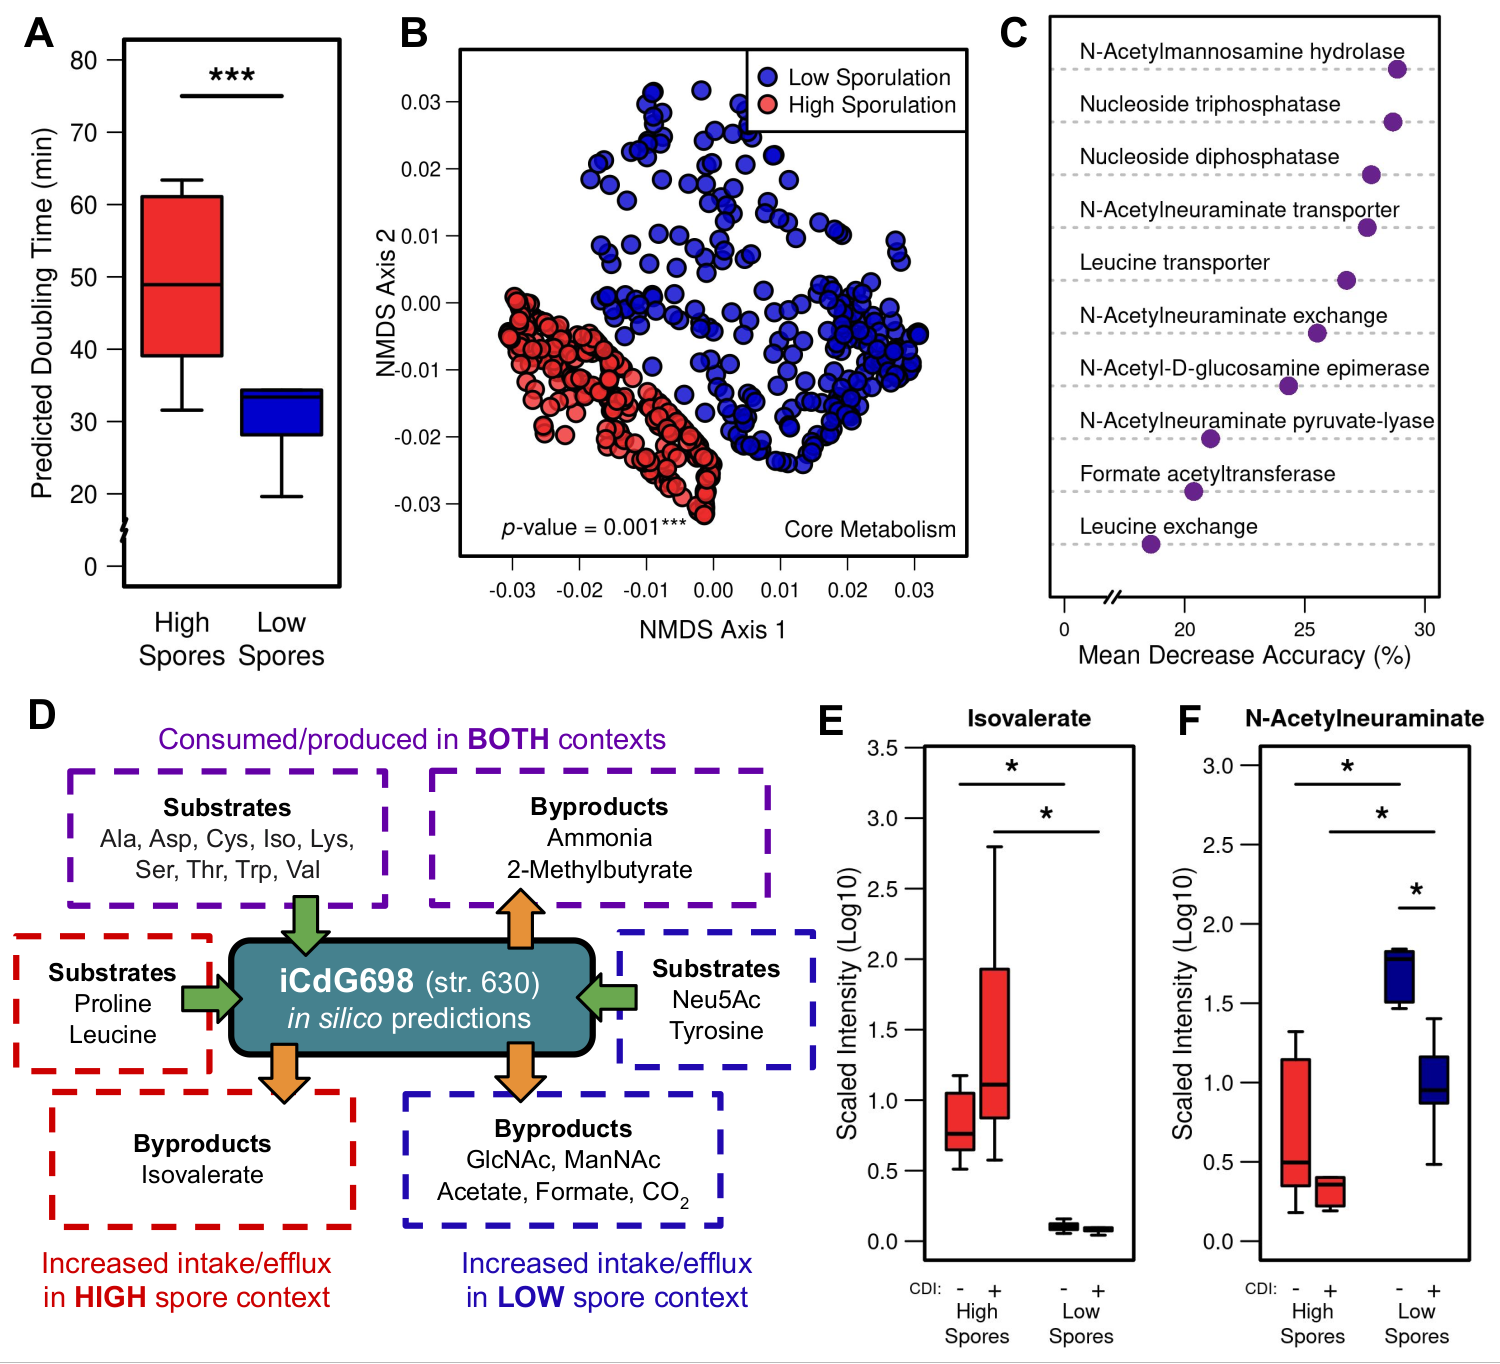 A
80
70
60
50
40
30
20
0
Predicted Doubling Time (min)
***
High
Spores
Low
Spores
B
0.03
0.02
0.01
0.00
-0.01
-0.02
-0.03
NMDS Axis 2
Low Sporulation
High Sporulation
p-value = 0.001***
Core Metabolism
-0.03 -0.02 -0.01 0.00 0.01 0.02 0.03
NMDS Axis 1
C
N-Acetylmannosamine hydrolase
Nucleoside triphosphatase
Nucleoside diphosphatase
N-Acetylneuraminate transporter
Leucine transporter
N-Acetylneuraminate exchange
N-Acetyl-D-glucosamine epimerase
N-Acetylneuraminate pyruvate-lyase
Formate acetyltransferase
Leucine exchange
0 20 25 30
Mean Decrease Accuracy (%)
D
Consumed/produced in BOTH contexts
Substrates
Ala, Asp, Cys, Iso, Lys,
Ser, Thr, Trp, Val
Byproducts
Ammonia
2-Methylbutyrate
Substrates
Proline
Leucine
iCdG698 (str. 630)
in silico predictions
Substrates
Neu5Ac
Tyrosine
Byproducts
Isovalerate
Byproducts
GlcNAc, ManNAc
Acetate, Formate, CO2
Increased intake/efflux
in HIGH spore context
Increased intake/efflux
in LOW spore context
E
Isovalerate
3.5
3.0
2.5
2.0
1.5
1.0
0.5
0.0
Scaled Intensity (Log10)
*
*
CDI: - + - +
High
Spores
Low
Spores
F
N-Acetylneuraminate
3.0
2.5
2.0
1.5
1.0
0.5
0.0
Scaled Intensity (Log10)
*
*
*
CDI: - + - +
High
Spores
Low
Spores